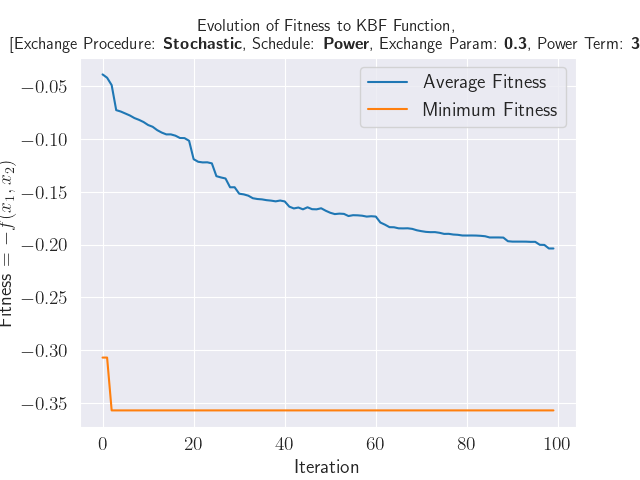 Evolution of Fitness to KBF Function,
[Exchange Procedure: Stochastic, Schedule: Power, Exchange Param: 0.3, Power Term: 3
Average Fitness
Minimum Fitness
−0.05
−0.10
−0.15
−0.20
−0.25
−0.30
−0.35
Fitness = −f(x₁, x₂)
0 20 40 60 80 100
Iteration